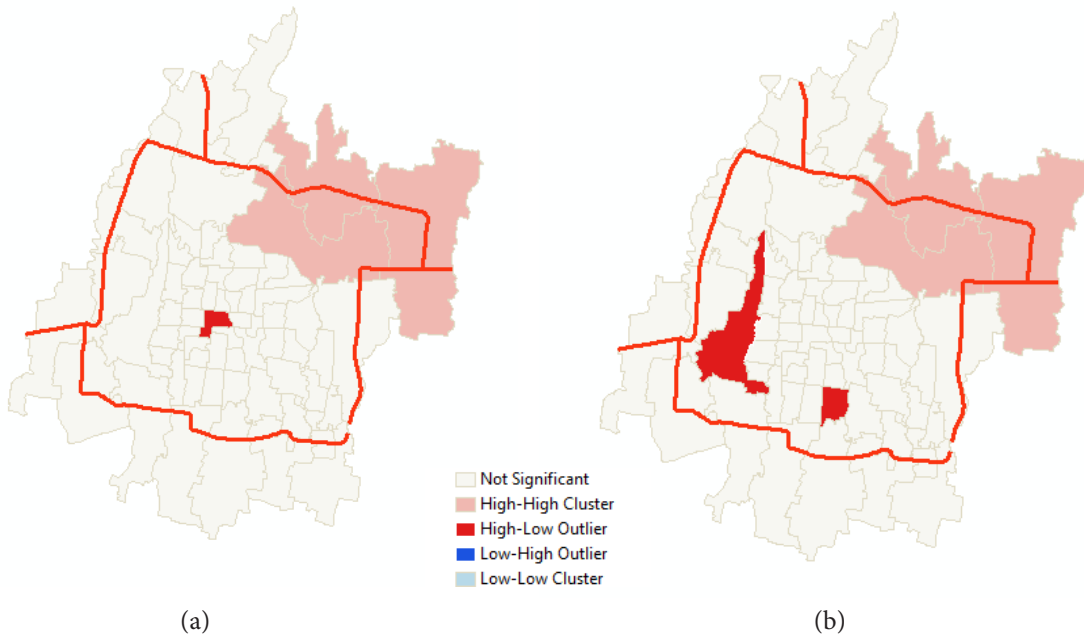 Not Significant
High-High Cluster
High-Low Outlier
Low-High Outlier
Low-Low Cluster
(a)
(b)